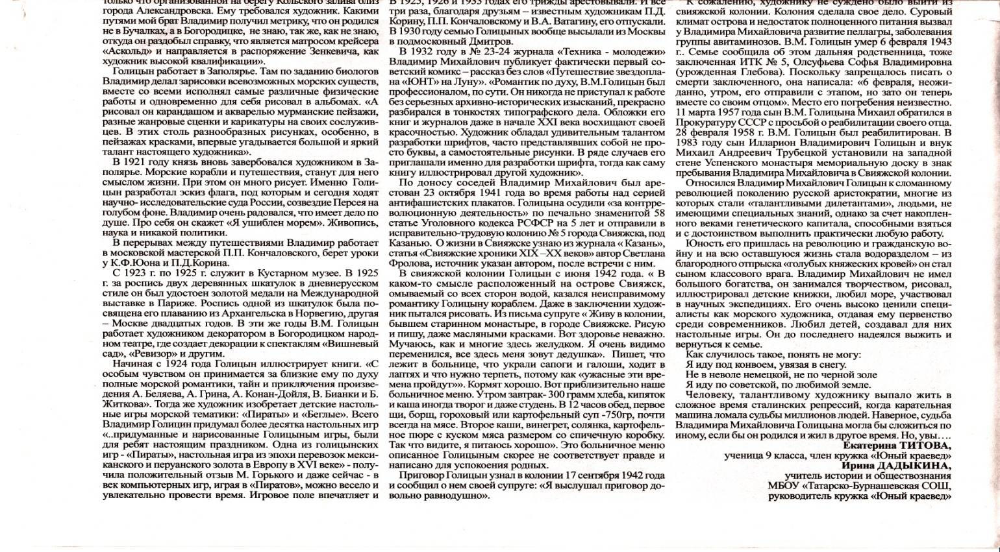 только что организованной на берегу Кольского залива близ
города Александровска. Ему требовался художник. Какими
путями мой брат Владимир получил метрику, что он родился
не в Бучалках, а в Богородицке, не знаю, так же, как не знаю,
откуда он раздобыл справку, что является матросом крейсера
«Аскольд» и направляется в распоряжение Зенкевича, как
художник высокой квалификации».
Голицын работает в Заполярье. Там по заданию биологов
Владимир делал зарисовки всевозможных морских существ,
вместе со всеми исполнял самые различные физические
работы и одновременно для себя рисовал в альбомах. «А
рисовал он карандашом и акварелью мурманские пейзажи,
разные жанровые сценки и карикатуры на своих сослужив-
цев. В этих столь разнообразных рисунках, особенно, в
пейзажах красками, впервые угадывается большой и яркий
талант настоящего художника».
В 1921 году князь вновь завербовался художником в За-
полярье. Морские корабли и путешествия, станут для него
смыслом жизни. При этом он много рисует. Именно Голи-
цын разработал эскиз флага, под которым и сегодня ходят
научно- исследовательские суда России, созвездие Персея на
голубом фоне. Владимир очень радовался, что имеет дело по
душе. Про себя он скажет «Я ушиблен морем». Живопись,
наука и никакой политики.
В перерывах между путешествиями Владимир работает
в московской мастерской П.П. Кончаловского, берет уроки
у К.Ф.Юона и П.Д.Корина.
С 1923 г. по 1925 г. служит в Кустарном музее. В 1925
г. за роспись двух деревянных шкатулок в дневнерусском
стиле он был удостоен золотой медали на Международной
выставке в Париже. Роспись одной из шкатулок была по-
священа его плаванию из Архангельска в Норвегию, другая
– Москве двадцатых годов. В эти же годы В.М. Голицын
работает художником декоратором в Богородицком народ-
ном театре, где создает декорации к спектаклям «Вишневый
сад», «Ревизор» и другим.
Начиная с 1924 года Голицын иллюстрирует книги. «С
особым чувством он принимается за близкие ему по духу
полные морской романтики, тайн и приключения произве-
дения А. Беляева, А. Грина, А. Конан-Дойля, В. Бианки и Б.
Житкова». Тогда же художник изобретает детские настоль-
ные игры морской тематики: «Пираты» и «Беглые». Всего
Владимир Голицин придумал более десятка настольных игр
«..придуманные и нарисованные Голицыным игры, были
для ребят настоящим праздником. Одна из голицынских
игр - «Пираты», настольная игра из эпохи перевозок мекси-
канского и перуанского золота в Европу в XVI веке» - полу-
чила положительный отзыв М. Горького и даже сейчас - в
век компьютерных игр, играя в «Пиратов», можно весело и
увлекательно провести время. Игровое поле впечатляет и
В 1925, 1926 и 1933 годах его трижды арестовывали. И все
три раза, благодаря друзьям – известным художникам П.Д.
Корину, П.П. Кончаловскому и В.А. Ватагину, его отпускали.
В 1930 году семью Голицыных вообще высылали из Москвы
в подмосковный Дмитров.
В 1932 году в № 23-24 журнала «Техника - молодежи»
Владимир Михайлович публикует фактически первый со-
ветский комикс – рассказ без слов «Путешествие звездопла-
на «ЮНТ» на Луну». «Романтик по духу, В.М.Голицын был
профессионалом, по сути. Он никогда не приступал к работе
без серьезных архивно-исторических изысканий, прекрасно
разбирался в тонкостях типографского дела. Обложки его
книг и журналов даже в начале XXI века восхищают своей
красочностью. Художник обладал удивительным талантом
разработки шрифтов, часто представлявших собой не про-
сто буквы, а самостоятельные рисунки. В ряде случаев его
приглашали именно для разработки шрифта, тогда как саму
книгу иллюстрировал другой художник».
По доносу соседей Владимир Михайлович был аре-
стован 23 октября 1941 года во время работы над серией
антифашистских плакатов. Голицына осудили «за контрре-
волюционную деятельность» по печально знаменитой 58
статье Уголовного кодекса РСФСР на 5 лет и отправили в
исправительно-трудовую колонию № 5 города Свияжска, под
Казанью. О жизни в Свияжске узнаю из журнала « Казань»,
статья «Свияжские хроники XIX –XX веков» автор Светлана
Фролова, источник указан автором, после встречи с ним.
В свияжской колонии Голицын с июня 1942 года. « В
каком-то смысле расположенный на острове Свияжск,
омываемый со всех сторон водой, казался неисправимому
романтику Голицыну кораблем. Даже в заключении худож-
ник пытался рисовать. Из письма супруге « Живу в колонии,
бывшем старинном монастыре, в городе Свияжске. Рисую
и пишу, даже масляными красками. Вот здоровье неважно.
Мучаюсь, как и многие здесь желудком. Я очень видимо
переменился, все здесь меня зовут дедушка». Пишет, что
лежит в больнице, что украли сапоги и галоши, ходит в
лаптях и что нужно терпеть, потому как «ужасные эти вре-
мена пройдут»». Кормят хорошо. Вот приблизительно наше
больничное меню. Утром завтрак- 300 грамм хлеба, кипяток
и каша иногда творог и даже студень. В 12 часов обед, первое
щи, борщ, гороховый или картофельный суп -750гр, почти
всегда на мясе. Второе каши, винегрет, солянка, картофель-
ное пюре с куском мяса размером со спичечную коробку.
Так что видите, я питаюсь хорошо». Это больничное меню
описанное Голицыным скорее не соответствует правде и
написано для успокоения родных.
Приговор Голицын узнал в колонии 17 сентября 1942 года
и сообщил о нем своей супруге: «Я выслушал приговор до-
вольно равнодушно».
К сожалению, художнику не суждено было выйти из
свияжской колонии. Колония сделала свое дело. Суровый
климат острова и недостаток полноценного питания вызвал
у Владимира Михайловича развитие пеллагры, заболевания
группы авитаминозов. В.М. Голицын умер 6 февраля 1943
г.. Семье сообщила об этом дальняя родственница, тоже
заключенная ИТК № 5, Олсуфьева Софья Владимировна
(урожденная Глебова). Поскольку запрещалось писать о
смерти заключенного, она написала: «6 февраля, неожи-
данно, утром, его отправили с этапом, но зато он теперь
вместе со своим отцом». Место его погребения неизвестно.
11 марта 1957 года сын В.М. Голицына Михаил обратился в
Прокуратуру СССР с просьбой о реабилитации своего отца.
28 февраля 1958 г. В.М. Голицын был реабилитирован. В
1983 году сын Илларион Владимирович Голицын и внук
Михаил Андреевич Трубецкой установили на западной
стене Успенского монастыря мемориальную доску в знак
пребывания Владимира Михайловича в Свияжской колонии.
Относился Владимир Михайлович Голицын к сломанному
революцией поколению русской аристократии, многие из
которых стали «талантливыми дилетантами», людьми, не
имеющими специальных знаний, однако за счет накоплен-
ного веками генетического капитала, способными взяться
и с достоинством выполнить практически любую работу.
Юность его пришлась на революцию и гражданскую во-
йну и на всю оставшуюся жизнь стала водоразделом – из
благородного отпрыска «голубых княжеских кровей» он стал
сыном классового врага. Владимир Михайлович не имел
большого богатства, он занимался творчеством, рисовал,
иллюстрировал детские книжки, любил море, участвовал
в научных экспедициях. Его очень высоко ценили специ-
алисты как морского художника, отдавая ему первенство
среди современников. Любил детей, создавал для них
настольные игры. Он до последнего надеялся выжить и
вернуться к семье.
Как случилось такое, понять не могу:
Я иду под конвоем, увязая в снегу.
Не в неволе немецкой, не по черной золе
Я иду по советской, по любимой земле.
Человеку, талантливому художнику выпало жить в
сложное время сталинских репрессий, когда карательная
машина ломала судьбы миллионов людей. Наверное, судьба
Владимира Михайловича Голицына могла бы сложиться по
иному, если бы он родился и жил в другое время. Но, увы….
Екатерина ТИТОВА,
ученица 9 класса, член кружка «Юный краевед»
Ирина ДАДЫКИНА,
учитель истории и обществознания
МБОУ «Татарско-Бурнашевская СОШ,
руководитель кружка «Юный краевед»